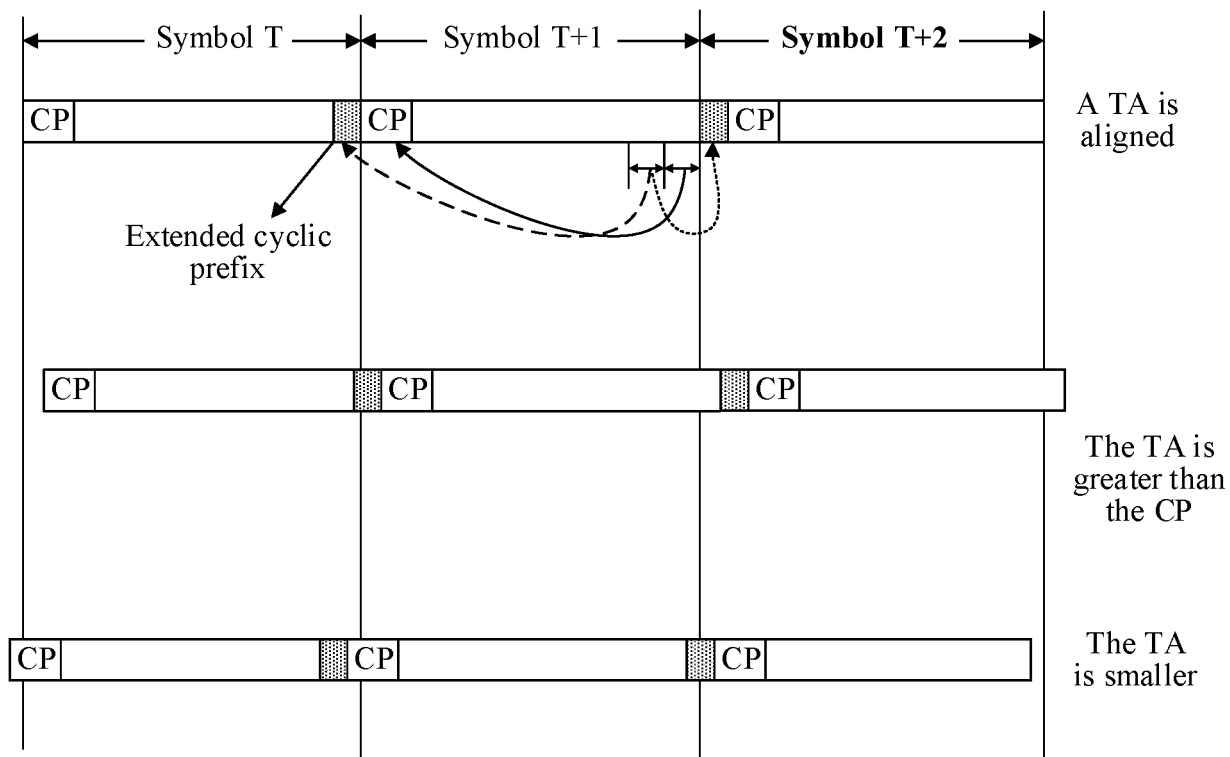 Symbol T
Symbol T+1
Symbol T+2
CP
CP
CP
A TA is
aligned
Extended cyclic
prefix
CP
CP
CP
The TA is
greater than
the CP
CP
CP
CP
The TA
is smaller